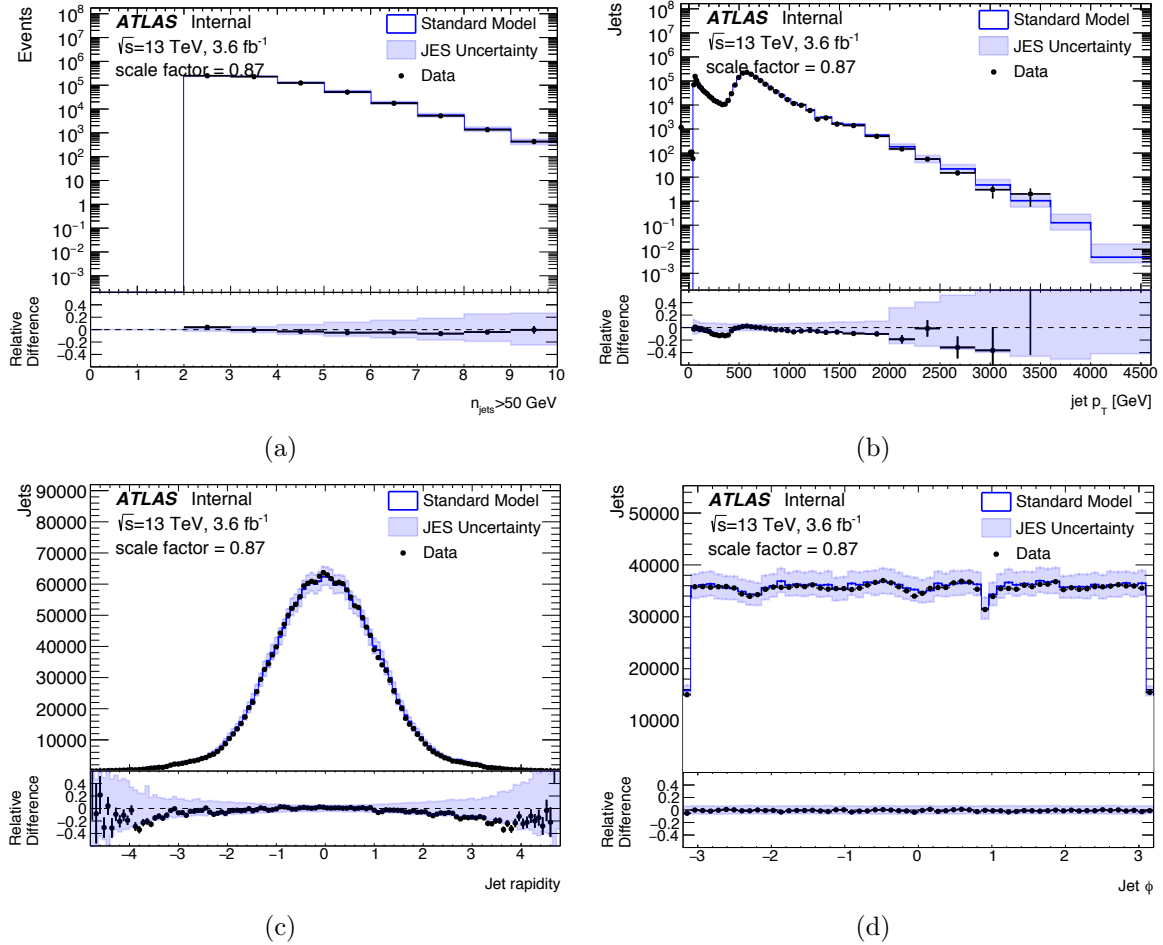 ATLAS Internal
√s=13 TeV, 3.6 fb⁻¹
scale factor = 0.87
Standard Model
JES Uncertainty
Data
Events
10⁸
10⁷
10⁶
10⁵
10⁴
10³
10²
10
1
10⁻¹
10⁻²
10⁻³
Relative
Difference
0.4
0.2
0
−0.2
−0.4
0 1 2 3 4 5 6 7 8 9 10
n_jets>50 GeV
(a)
ATLAS Internal
√s=13 TeV, 3.6 fb⁻¹
scale factor = 0.87
Standard Model
JES Uncertainty
Data
Jets
10⁸
10⁷
10⁶
10⁵
10⁴
10³
10²
10
1
10⁻¹
10⁻²
10⁻³
Relative
Difference
0.4
0.2
0
−0.2
−0.4
0 500 1000 1500 2000 2500 3000 3500 4000 4500
jet p_T [GeV]
(b)
ATLAS Internal
√s=13 TeV, 3.6 fb⁻¹
scale factor = 0.87
Standard Model
JES Uncertainty
Data
Jets
90000
80000
70000
60000
50000
40000
30000
20000
10000
Relative
Difference
0.4
0.2
0
−0.2
−0.4
−4 −3 −2 −1 0 1 2 3 4
Jet rapidity
(c)
ATLAS Internal
√s=13 TeV, 3.6 fb⁻¹
scale factor = 0.87
Standard Model
JES Uncertainty
Data
Jets
50000
40000
30000
20000
10000
Relative
Difference
0.4
0.2
0
−0.2
−0.4
−3 −2 −1 0 1 2 3
Jet ϕ
(d)